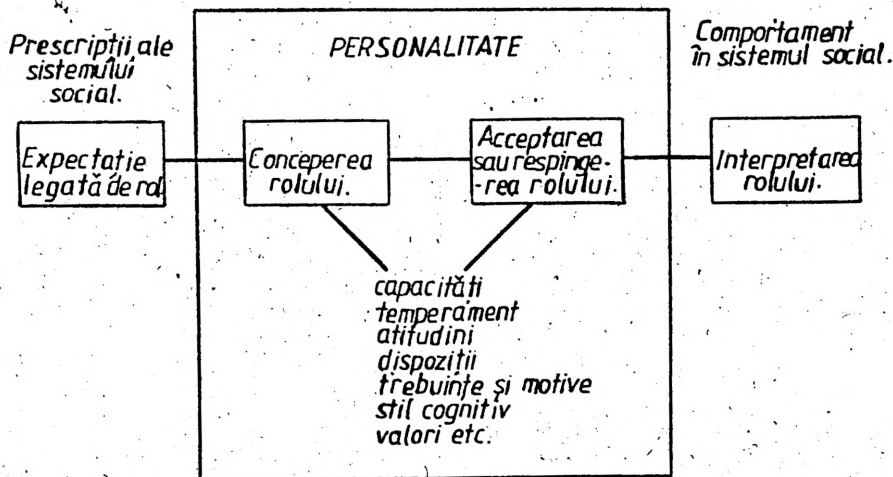 Prescripții ale
sistemului
social.
PERSONALITATE
Comportament
în sistemul social.
Expectație
legată de rol.
Conceperea
rolului.
Acceptarea
sau respinge-
-rea rolului.
Interpretarea
rolului.
capacități
temperament
atitudini
dispoziții
trebuințe și motive
stil cognitiv
valori etc.